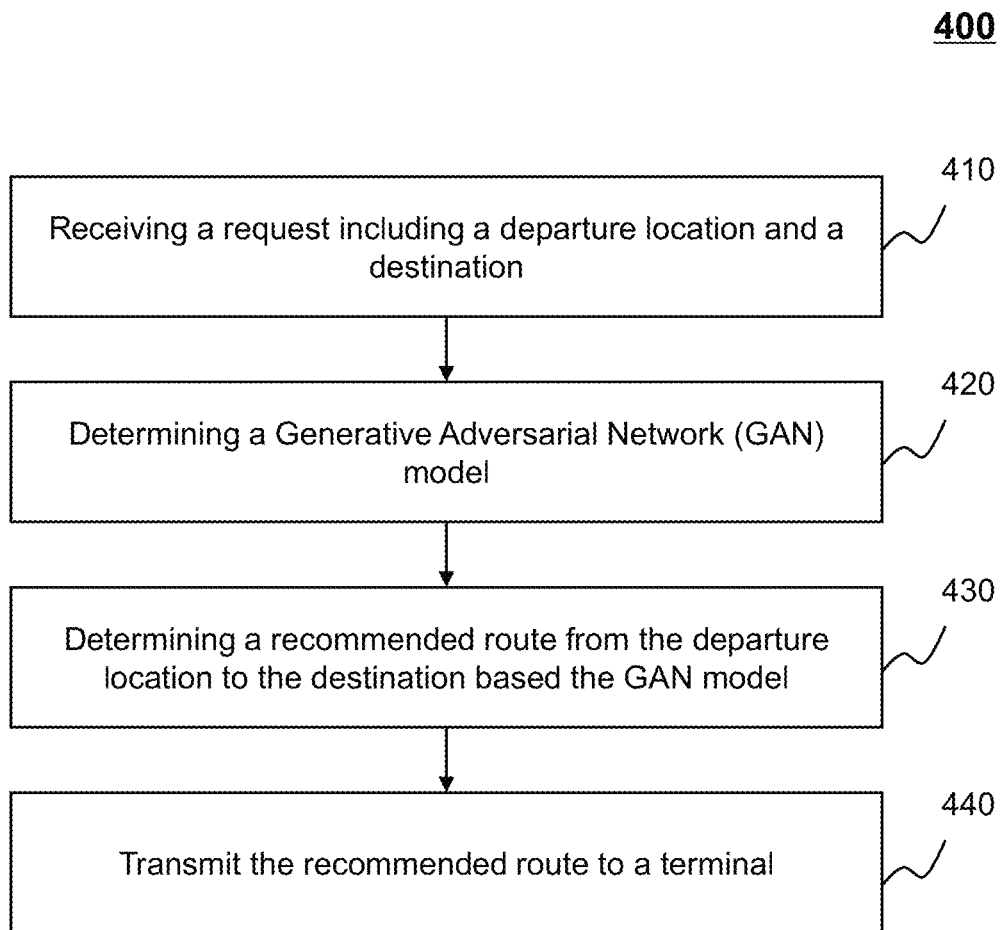 400
410
Receiving a request including a departure location and a
destination
420
Determining a Generative Adversarial Network (GAN)
model
430
Determining a recommended route from the departure
location to the destination based the GAN model
440
Transmit the recommended route to a terminal